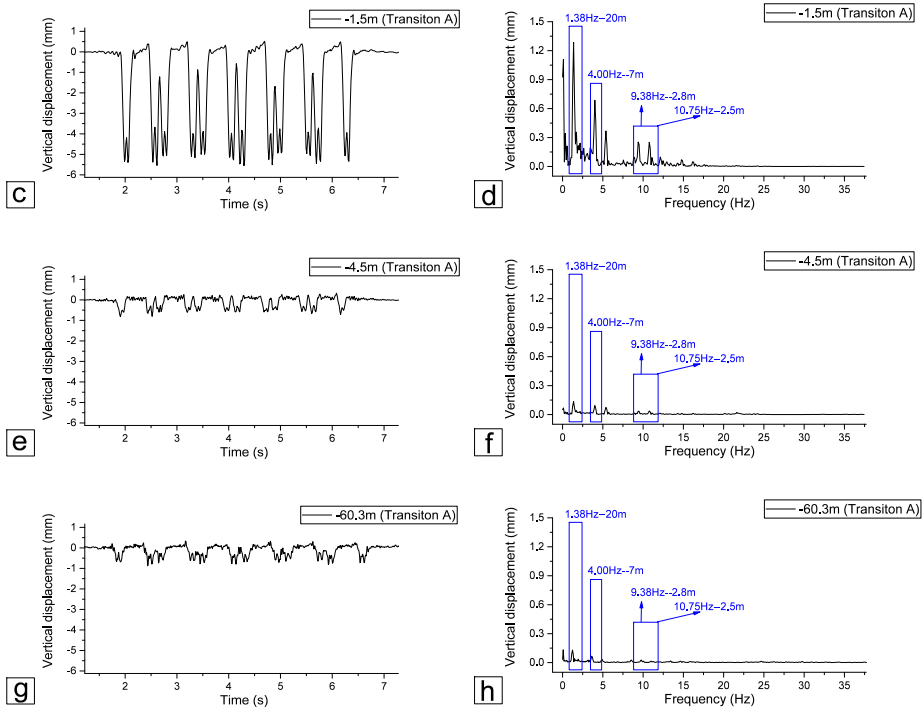 -1.5m (Transiton A)
Vertical displacement (mm)
1
0
-1
-2
-3
-4
-5
-6
2 3 4 5 6 7
Time (s)
c
-1.5m (Transiton A)
1.38Hz--20m
4.00Hz--7m
9.38Hz--2.8m
10.75Hz--2.5m
Vertical displacement (mm)
1.5
1.2
0.9
0.6
0.3
0.0
0 5 10 15 20 25 30 35
Frequency (Hz)
d
-4.5m (Transiton A)
Vertical displacement (mm)
1
0
-1
-2
-3
-4
-5
-6
2 3 4 5 6 7
Time (s)
e
-4.5m (Transiton A)
1.38Hz--20m
4.00Hz--7m
9.38Hz--2.8m
10.75Hz--2.5m
Vertical displacement (mm)
1.5
1.2
0.9
0.6
0.3
0.0
0 5 10 15 20 25 30 35
Frequency (Hz)
f
-60.3m (Transiton A)
Vertical displacement (mm)
1
0
-1
-2
-3
-4
-5
-6
2 3 4 5 6 7
Time (s)
g
-60.3m (Transiton A)
1.38Hz--20m
4.00Hz--7m
9.38Hz--2.8m
10.75Hz--2.5m
Vertical displacement (mm)
1.5
1.2
0.9
0.6
0.3
0.0
0 5 10 15 20 25 30 35
Frequency (Hz)
h